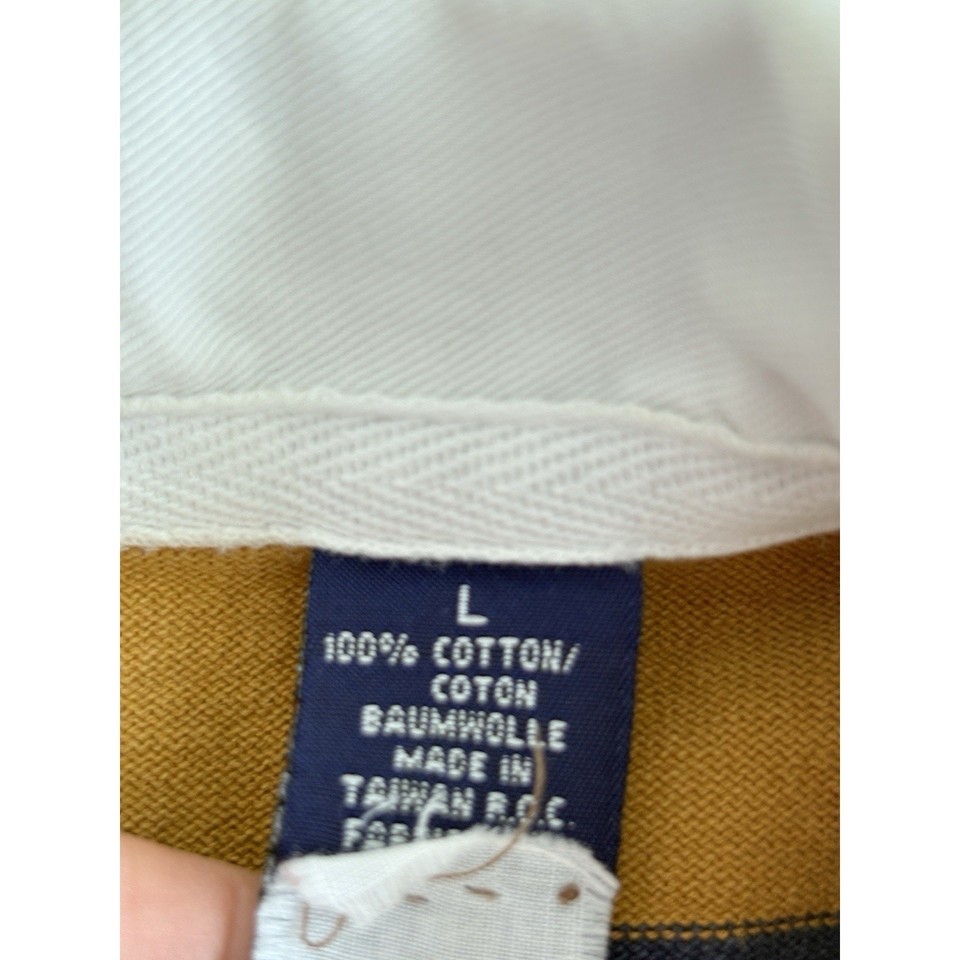 L
100% COTTON/
COTON
BAUMWOLLE
MADE IN
TAIWAN R.O.C.